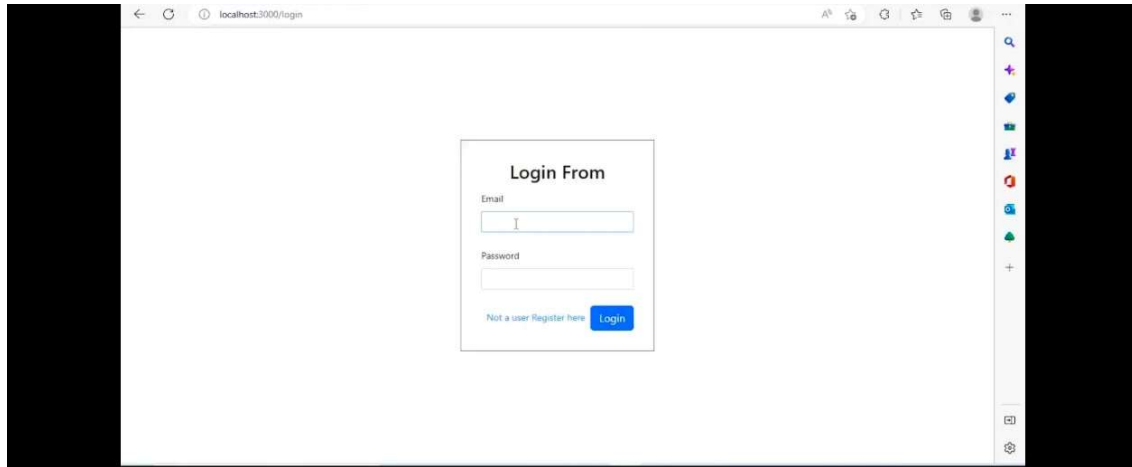 localhost:3000/login
Login From
Email
Password
Not a user Register here Login